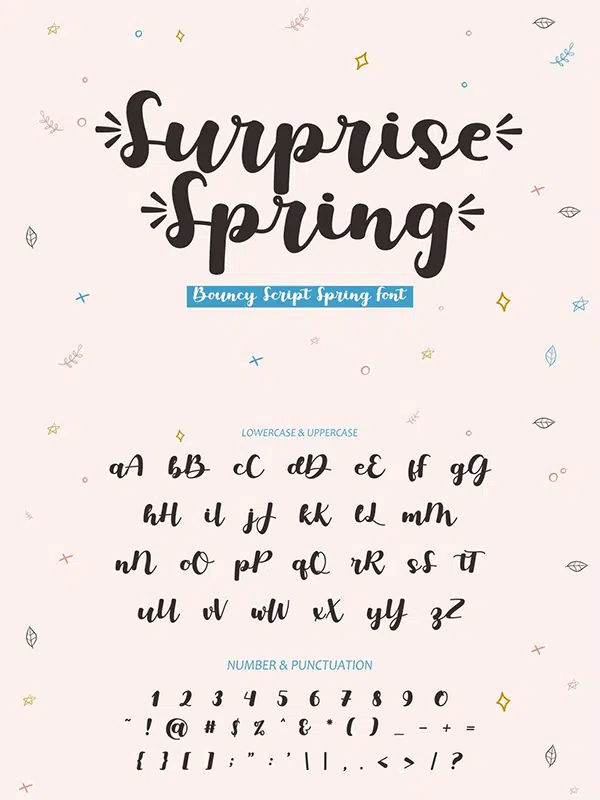 Surprise
Spring
Bouncy Script Spring Font
LOWERCASE & UPPERCASE
aA bB cC dD eE fF gG
hH iI jJ kK lL mM
nN oO pP qQ rR sS tT
uU vV wW xX yY zZ
NUMBER & PUNCTUATION
1 2 3 4 5 6 7 8 9 0
~ ! @ # $ % ^ & * ( ) _ - + =
{ } [ ] ; " : ' \ | , . < > / ?